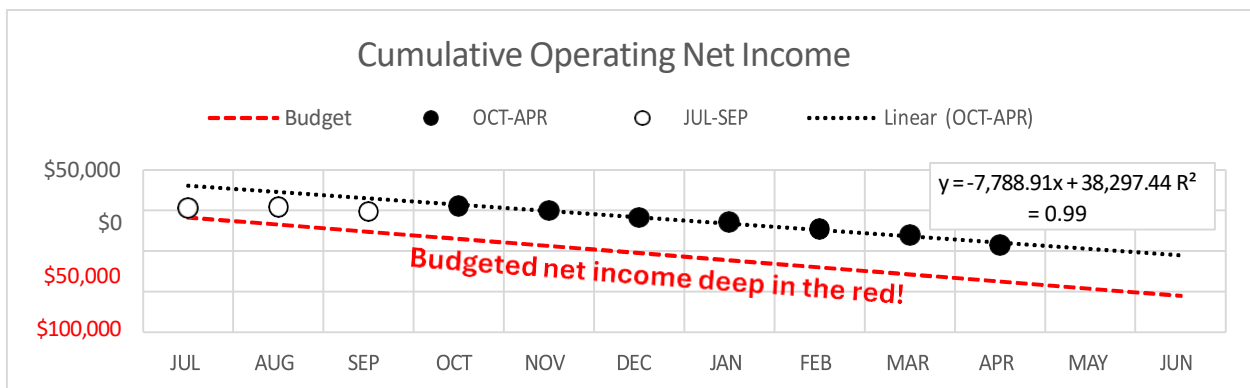 Cumulative Operating Net Income
Budget OCT-APR JUL-SEP Linear (OCT-APR)
$50,000
$0
$50,000
$100,000
y = -7,788.91x + 38,297.44 R²
= 0.99
Budgeted net income deep in the red!
JUL AUG SEP OCT NOV DEC JAN FEB MAR APR MAY JUN